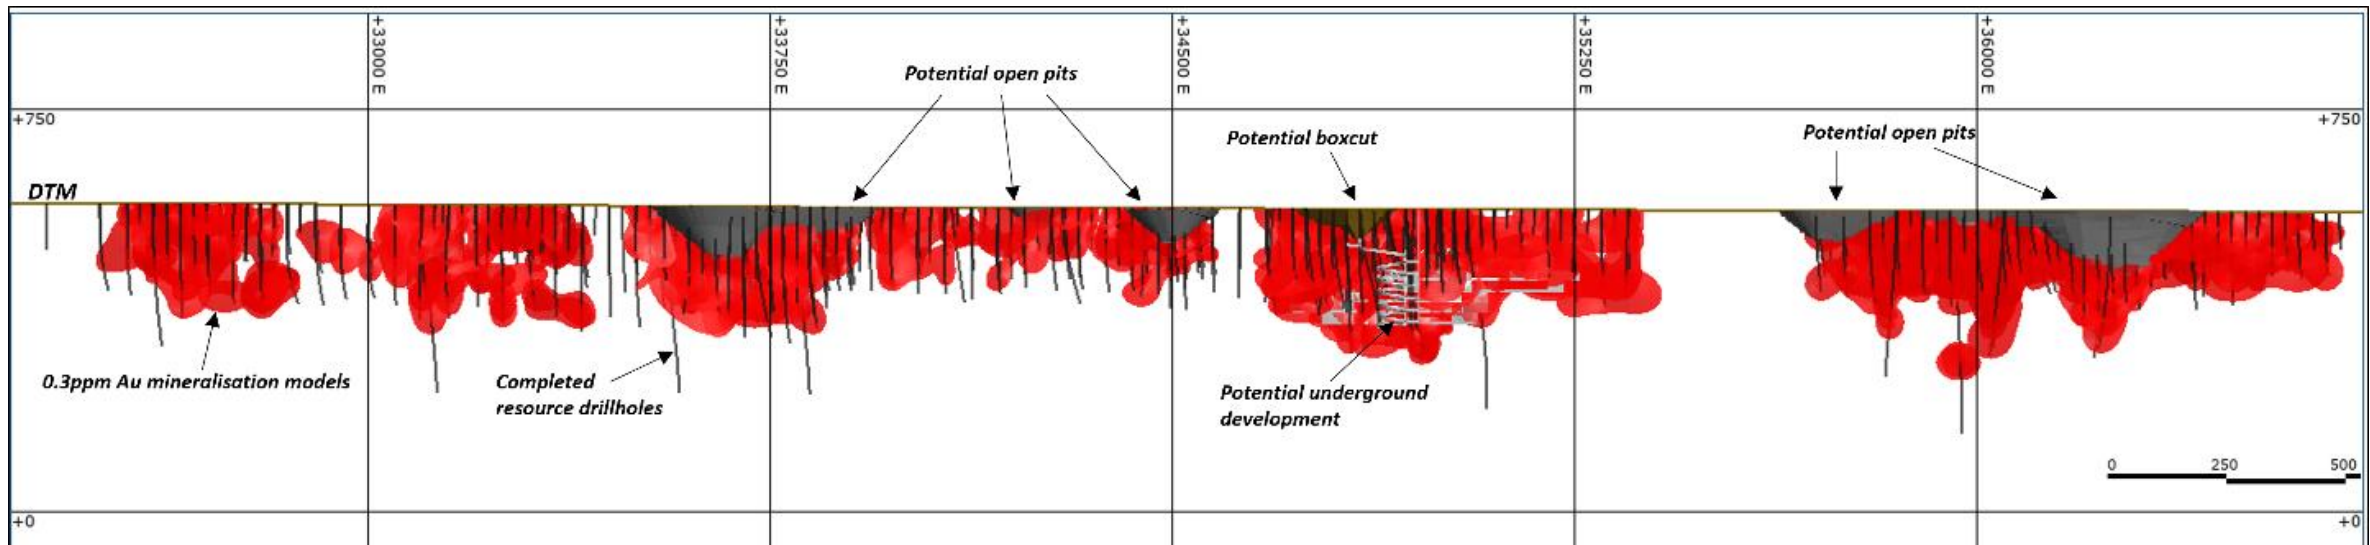 +33000 E
+33750 E
+34500 E
+35250 E
+36000 E
Potential open pits
+750
+750
Potential boxcut
Potential open pits
DTM
0.3ppm Au mineralisation models
Completed
resource drillholes
Potential underground
development
0 250 500
+0
+0